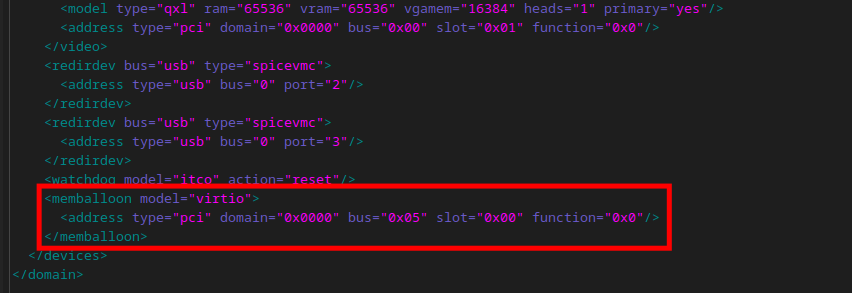 <model type="qxl" ram="65536" vram="65536" vgamem="16384" heads="1" primary="yes"/>
<address type="pci" domain="0x0000" bus="0x00" slot="0x01" function="0x0"/>
</video>
<redirdev bus="usb" type="spicevmc">
<address type="usb" bus="0" port="2"/>
</redirdev>
<redirdev bus="usb" type="spicevmc">
<address type="usb" bus="0" port="3"/>
</redirdev>
<watchdog model="itco" action="reset"/>
<memballoon model="virtio">
<address type="pci" domain="0x0000" bus="0x05" slot="0x00" function="0x0"/>
</memballoon>
</devices>
</domain>